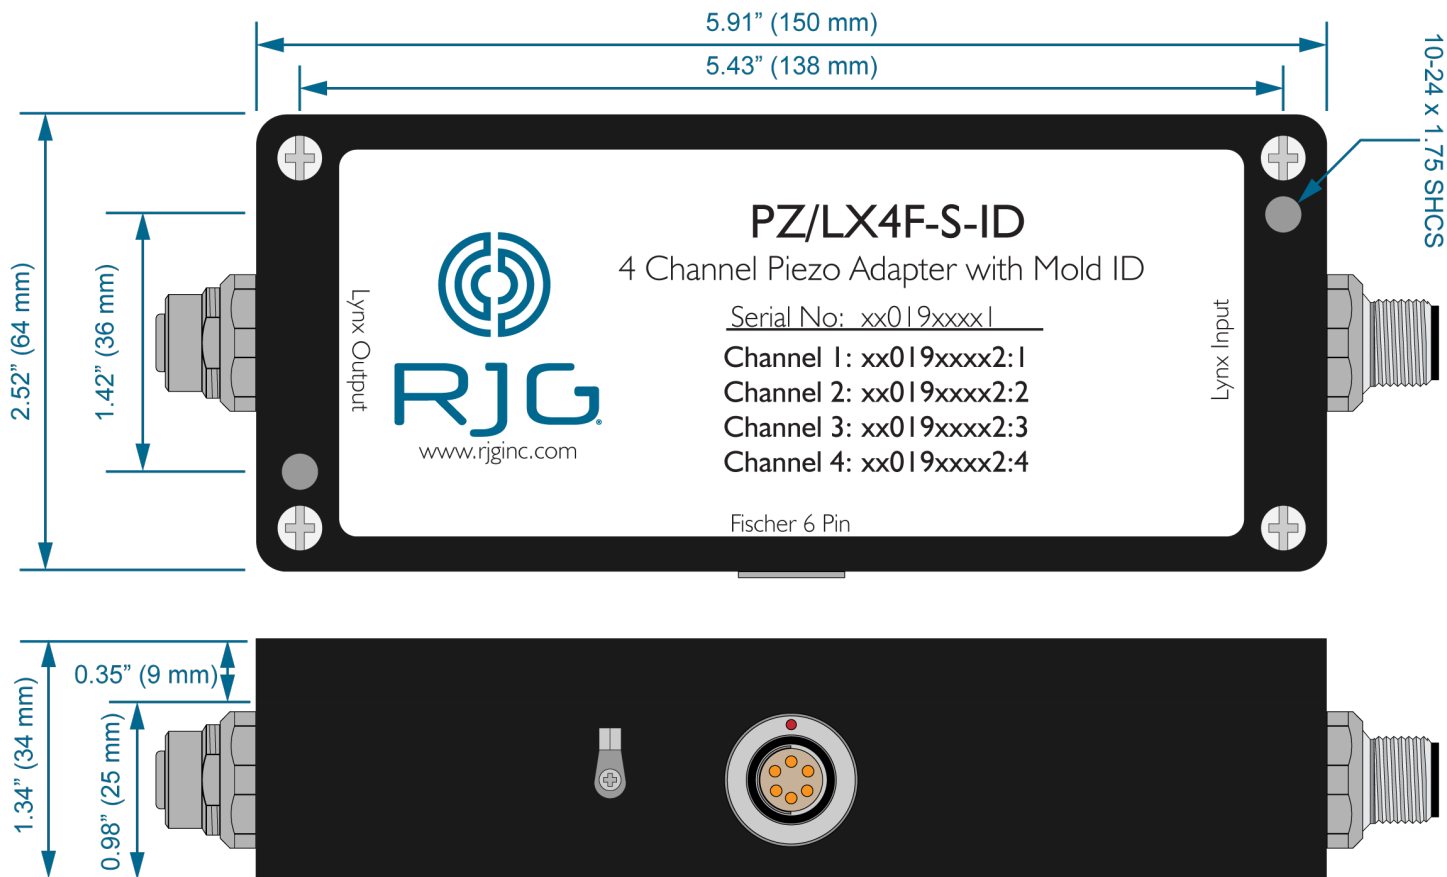 5.91” (150 mm)
5.43” (138 mm)
10-24 x 1.75 SHCS
2.52” (64 mm)
1.42” (36 mm)
Lynx Output
RJG®
www.rjginc.com
PZ/LX4F-S-ID
4 Channel Piezo Adapter with Mold ID
Serial No: xx019xxxx1
Channel 1: xx019xxxx2:1
Channel 2: xx019xxxx2:2
Channel 3: xx019xxxx2:3
Channel 4: xx019xxxx2:4
Fischer 6 Pin
Lynx Input
0.35” (9 mm)
1.34” (34 mm)
0.98” (25 mm)